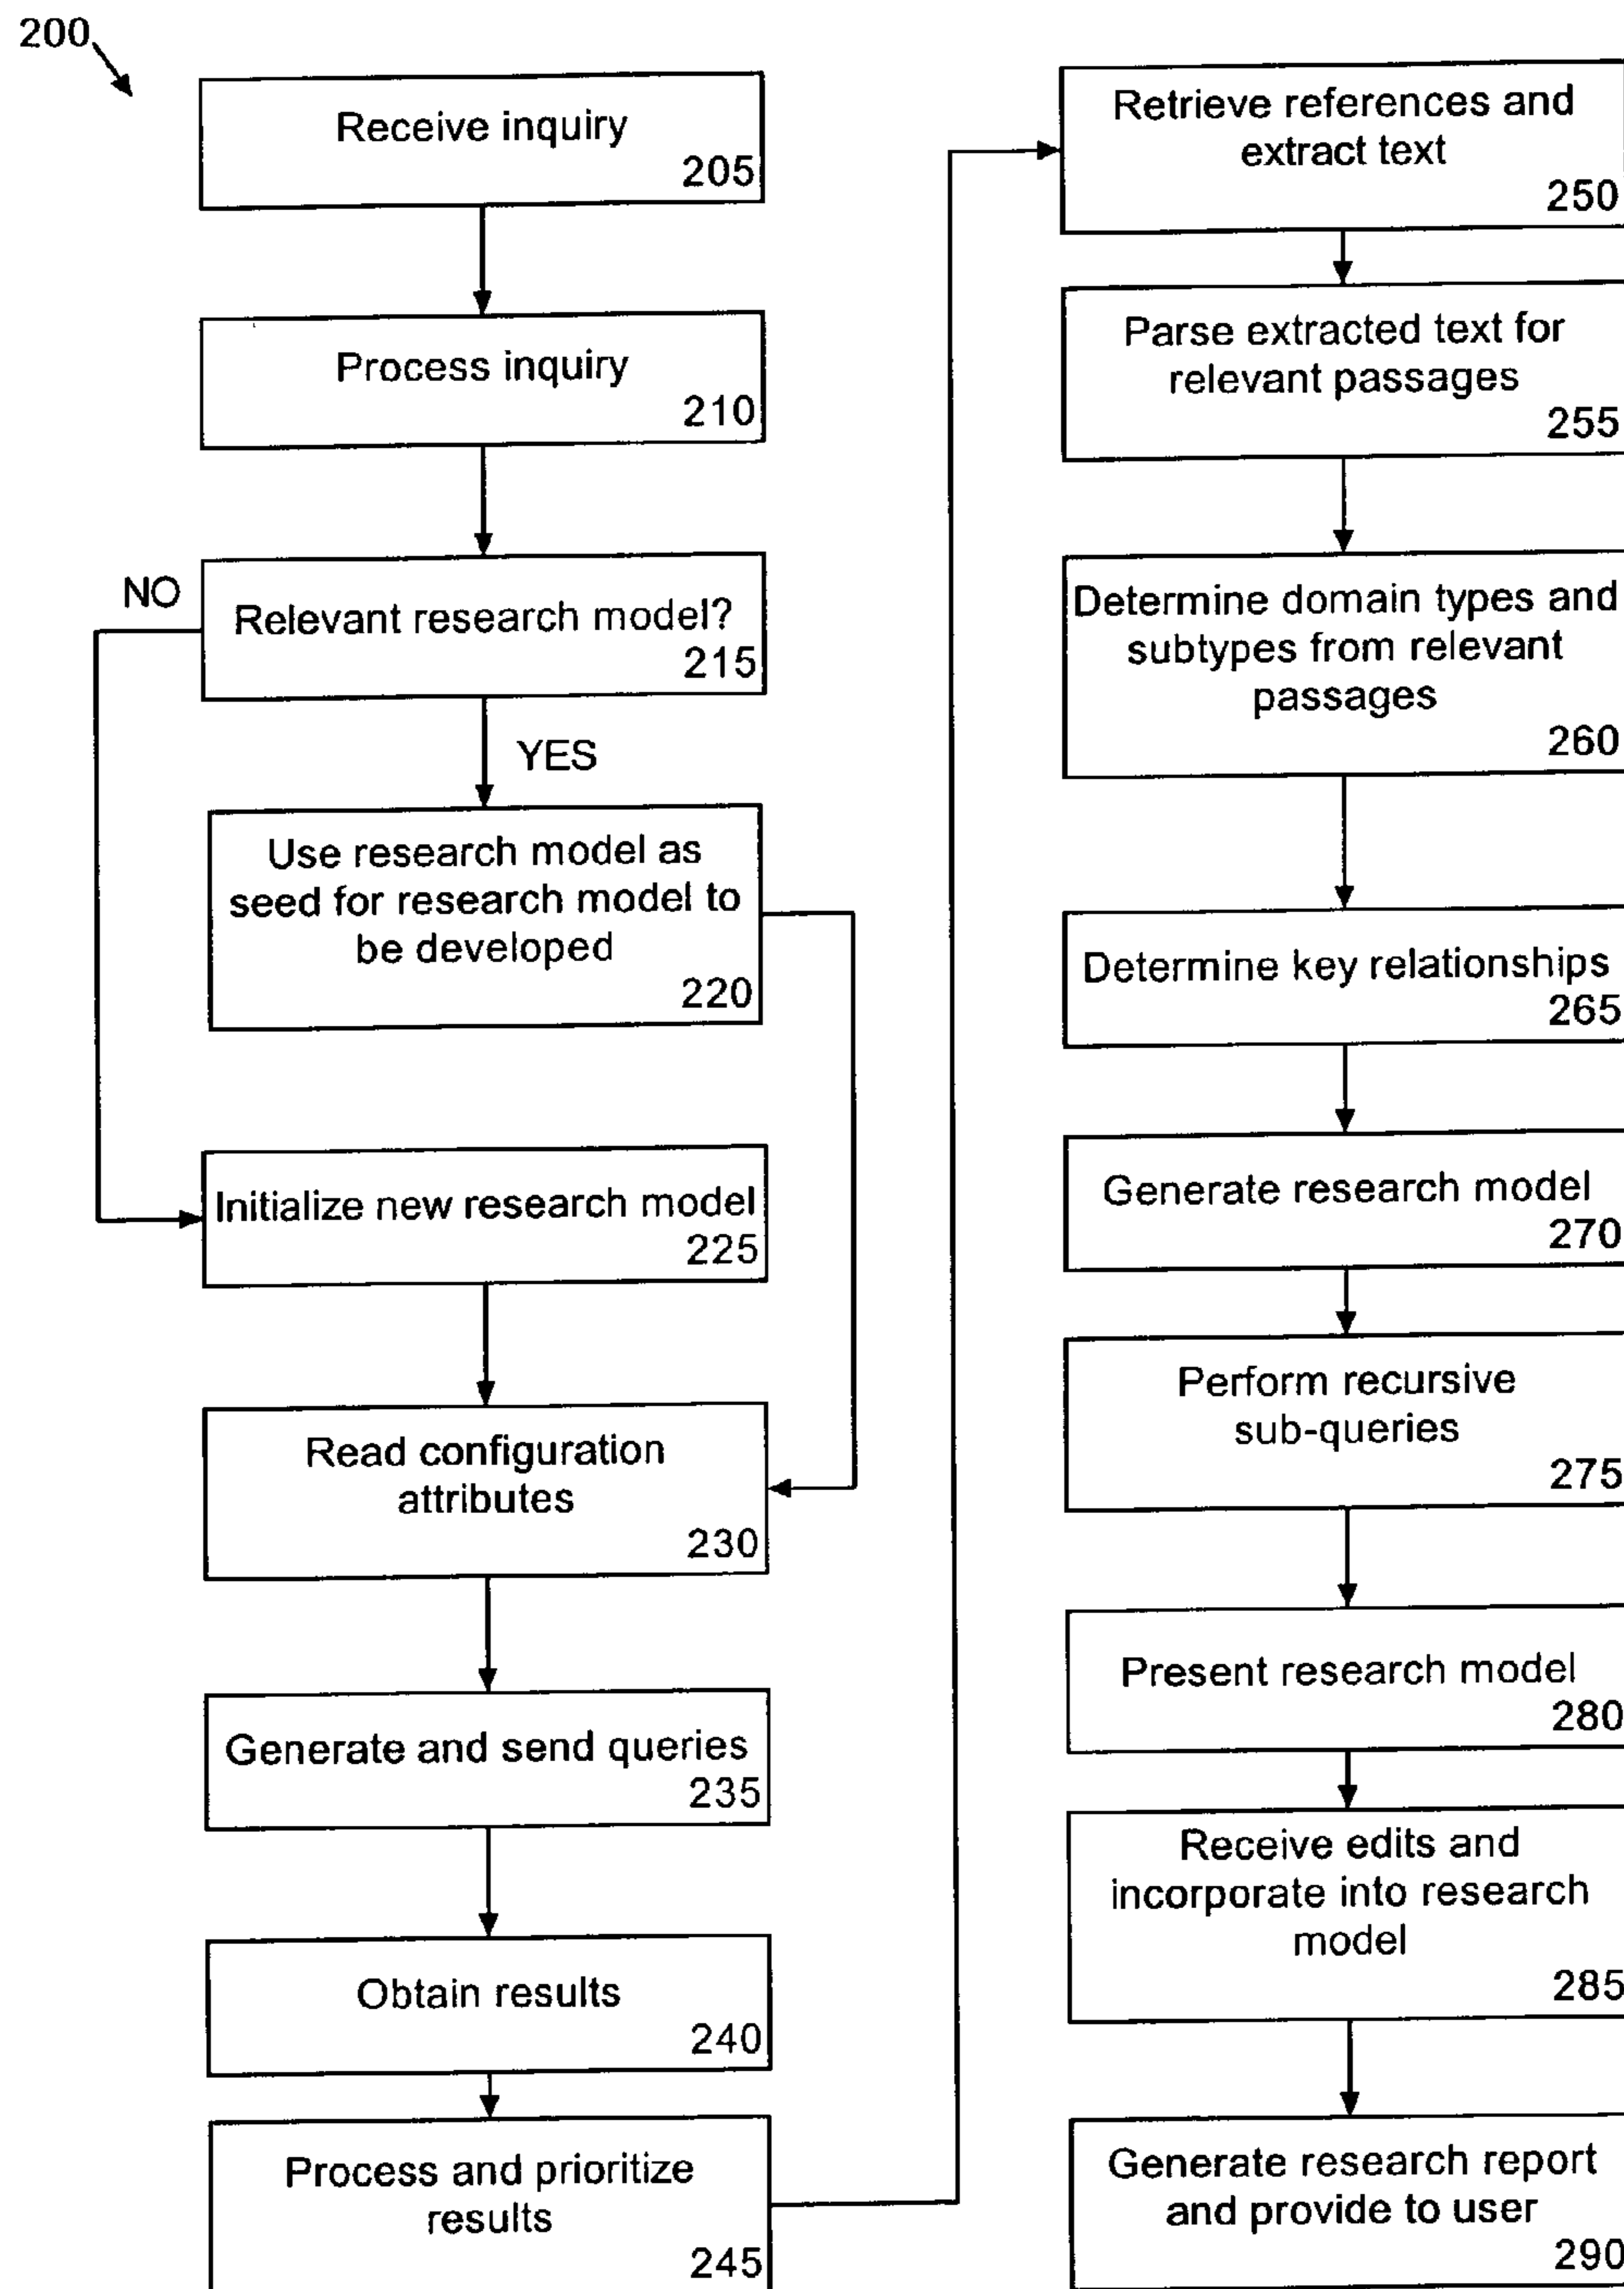 200
Receive inquiry
205
Process inquiry
210
NO
Relevant research model?
215
YES
Use research model as
seed for research model to
be developed
220
Initialize new research model
225
Read configuration
attributes
230
Generate and send queries
235
Obtain results
240
Process and prioritize
results
245
Retrieve references and
extract text
250
Parse extracted text for
relevant passages
255
Determine domain types and
subtypes from relevant
passages
260
Determine key relationships
265
Generate research model
270
Perform recursive
sub-queries
275
Present research model
280
Receive edits and
incorporate into research
model
285
Generate research report
and provide to user
290